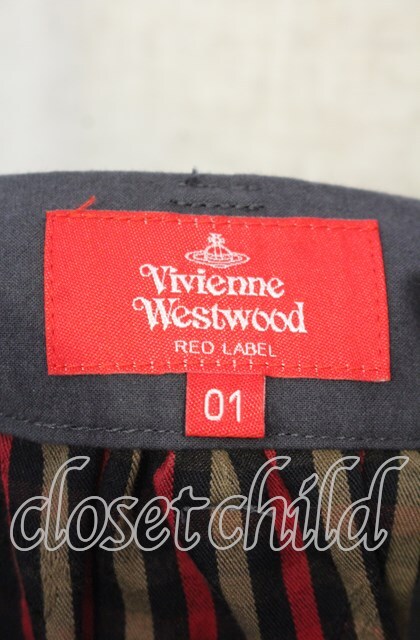 Vivienne
Westwood
RED LABEL
01
closetchild